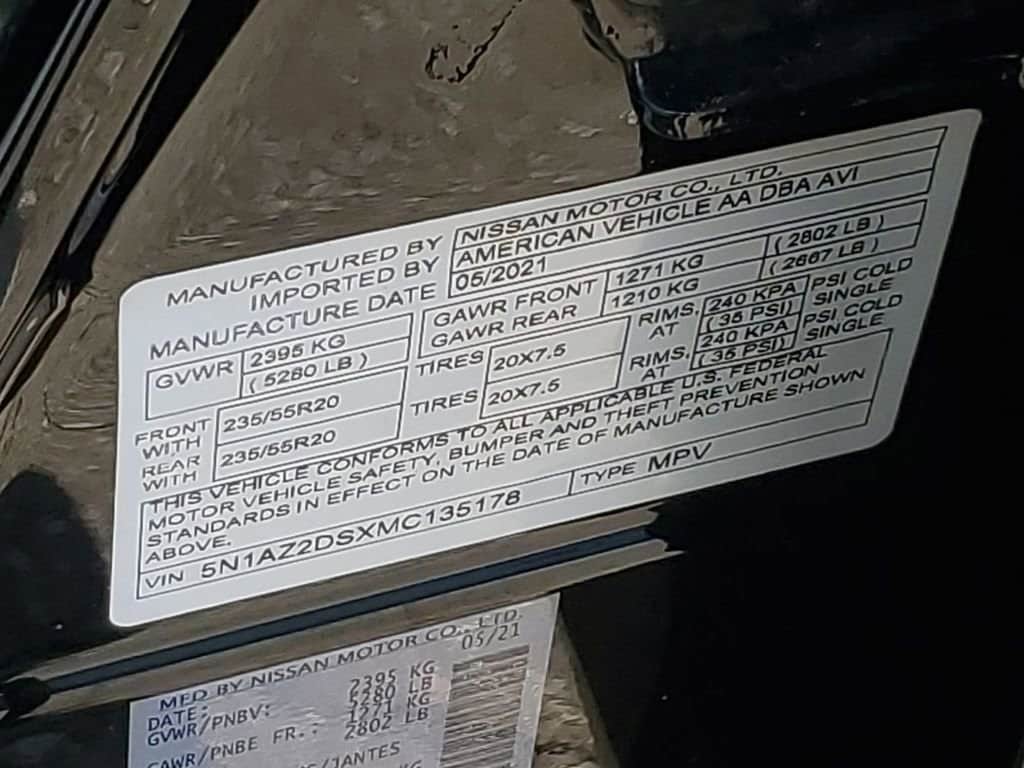 MANUFACTURED BY NISSAN MOTOR CO., LTD.
IMPORTED BY AMERICAN VEHICLE AA DBA AVI
MANUFACTURE DATE 05/2021
GVWR 2395 KG GAWR FRONT 1271 KG ( 2802 LB )
( 5280 LB ) GAWR REAR 1210 KG ( 2667 LB )
FRONT WITH 235/55R20 TIRES 20X7.5 RIMS, AT 240 KPA (35 PSI) PSI COLD SINGLE
REAR WITH 235/55R20 TIRES 20X7.5 RIMS, AT 240 KPA (35 PSI) PSI COLD SINGLE
THIS VEHICLE CONFORMS TO ALL APPLICABLE U.S. FEDERAL
MOTOR VEHICLE SAFETY, BUMPER AND THEFT PREVENTION
STANDARDS IN EFFECT ON THE DATE OF MANUFACTURE SHOWN
ABOVE.
VIN 5N1AZ2DSXMC135178 TYPE MPV
MFD BY NISSAN MOTOR CO., LTD.
DATE: 05/21
GVWR/PNBV: 2395 KG
5280 LB
GAWR/PNBE FR.: 1271 KG
2802 LB
/JANTES